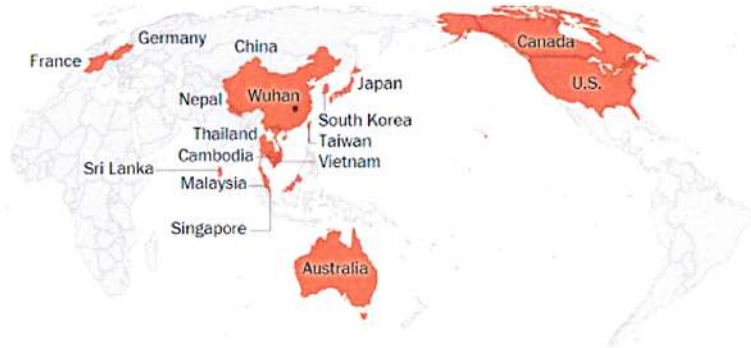 Germany
France
China
Canada
U.S.
Japan
Nepal
Wuhan
South Korea
Thailand
Taiwan
Cambodia
Vietnam
Sri Lanka
Malaysia
Singapore
Australia